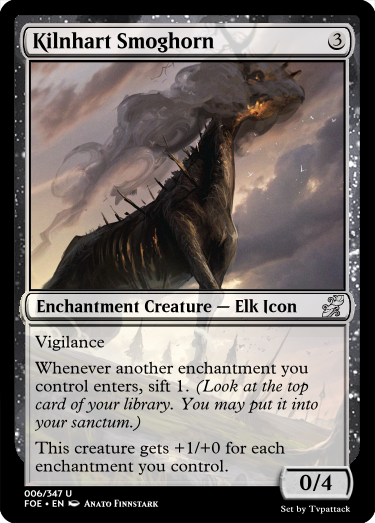 Kilnhart Smoghorn 3
Enchantment Creature — Elk Icon
Vigilance
Whenever another enchantment you
control enters, sift 1. (Look at the top
card of your library. You may put it into
your sanctum.)
This creature gets +1/+0 for each
enchantment you control.
0/4
006/347 U
FOE • EN Anato Finnstark
Set by Tvpattack